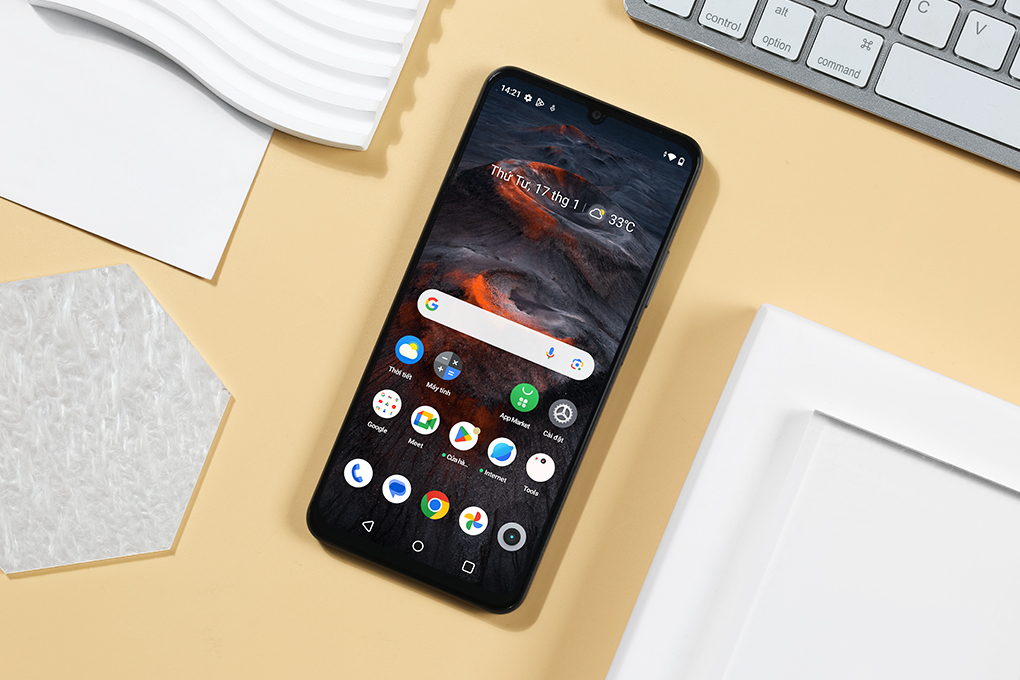 control
alt
option
⌘
command
C
V
14:21
Thứ Tư, 17 thg 1 | 33°C
G
Thời tiết
Máy tính
App Market
Cài đặt
Google
Meet
Cửa hà...
Internet
Tools